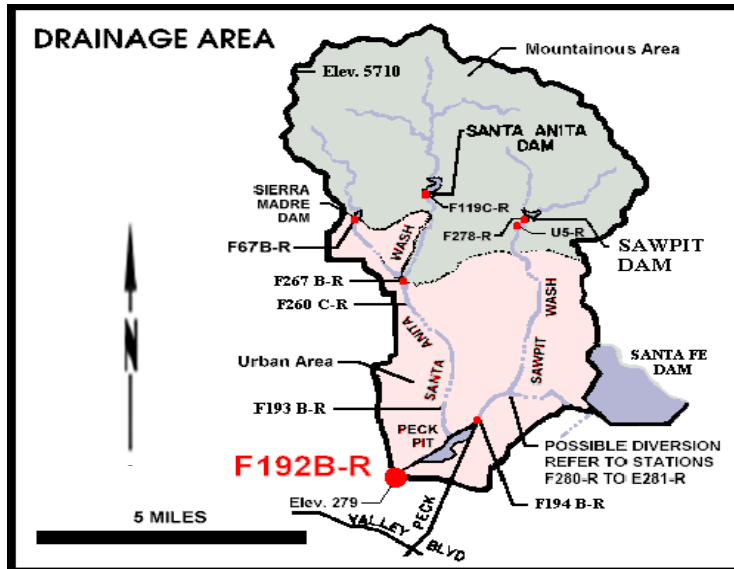 DRAINAGE AREA
Mountainous Area
Elev. 5710
SANTA ANITA
DAM
SIERRA
MADRE
DAM
F119C-R
F67B-R
F278-R
U5-R
SAWPIT
DAM
WASH
F267 B-R
F260 C-R
WASH
ANITA
SANTA
SAWPIT
Urban Area
SANTA FE
DAM
F193 B-R
PECK
PIT
F192B-R
POSSIBLE DIVERSION
REFER TO STATIONS
F280-R TO E281-R
Elev. 279
F194 B-R
N
5 MILES
VALLEY
BLVD
PECK